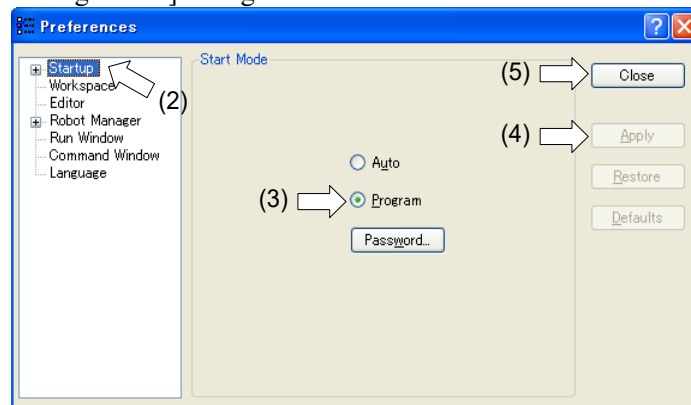 Preferences
Startup
Workspace
Editor
Robot Manager
Run Window
Command Window
Language
(2)
Start Mode
Auto
(3)
Program
Password...
(5)
Close
(4)
Apply
Restore
Defaults